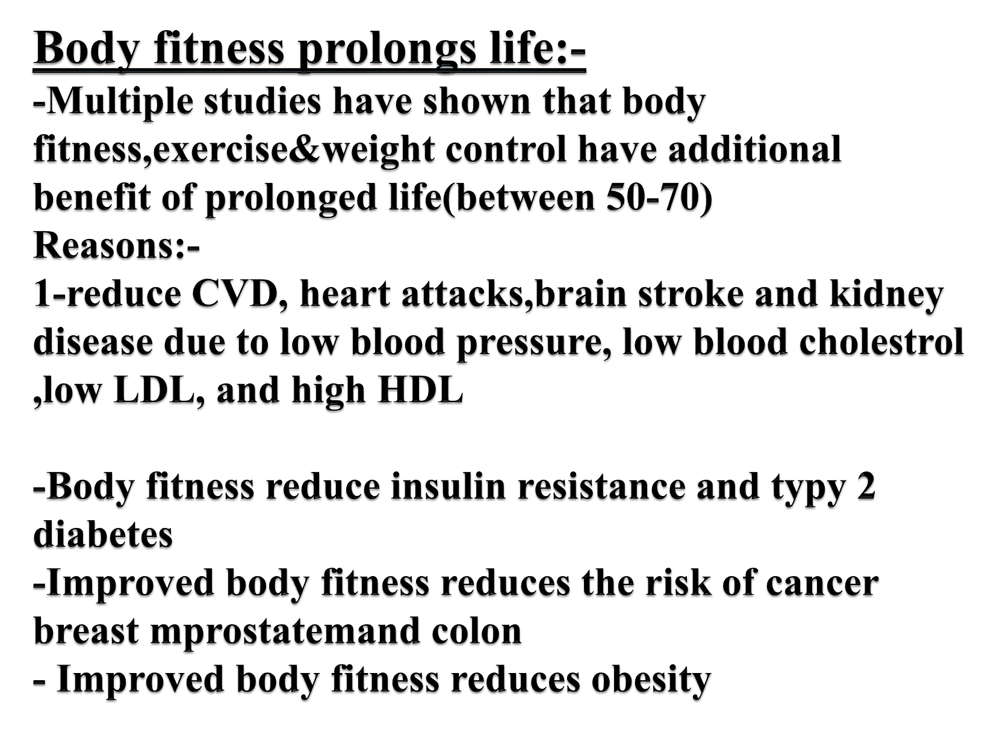 Body fitness prolongs life:-
-Multiple studies have shown that body
fitness,exercise&weight control have additional
benefit of prolonged life(between 50-70)
Reasons:-
1-reduce CVD, heart attacks,brain stroke and kidney
disease due to low blood pressure, low blood cholestrol
,low LDL, and high HDL
-Body fitness reduce insulin resistance and typy 2
diabetes
-Improved body fitness reduces the risk of cancer
breast mprostatemand colon
- Improved body fitness reduces obesity